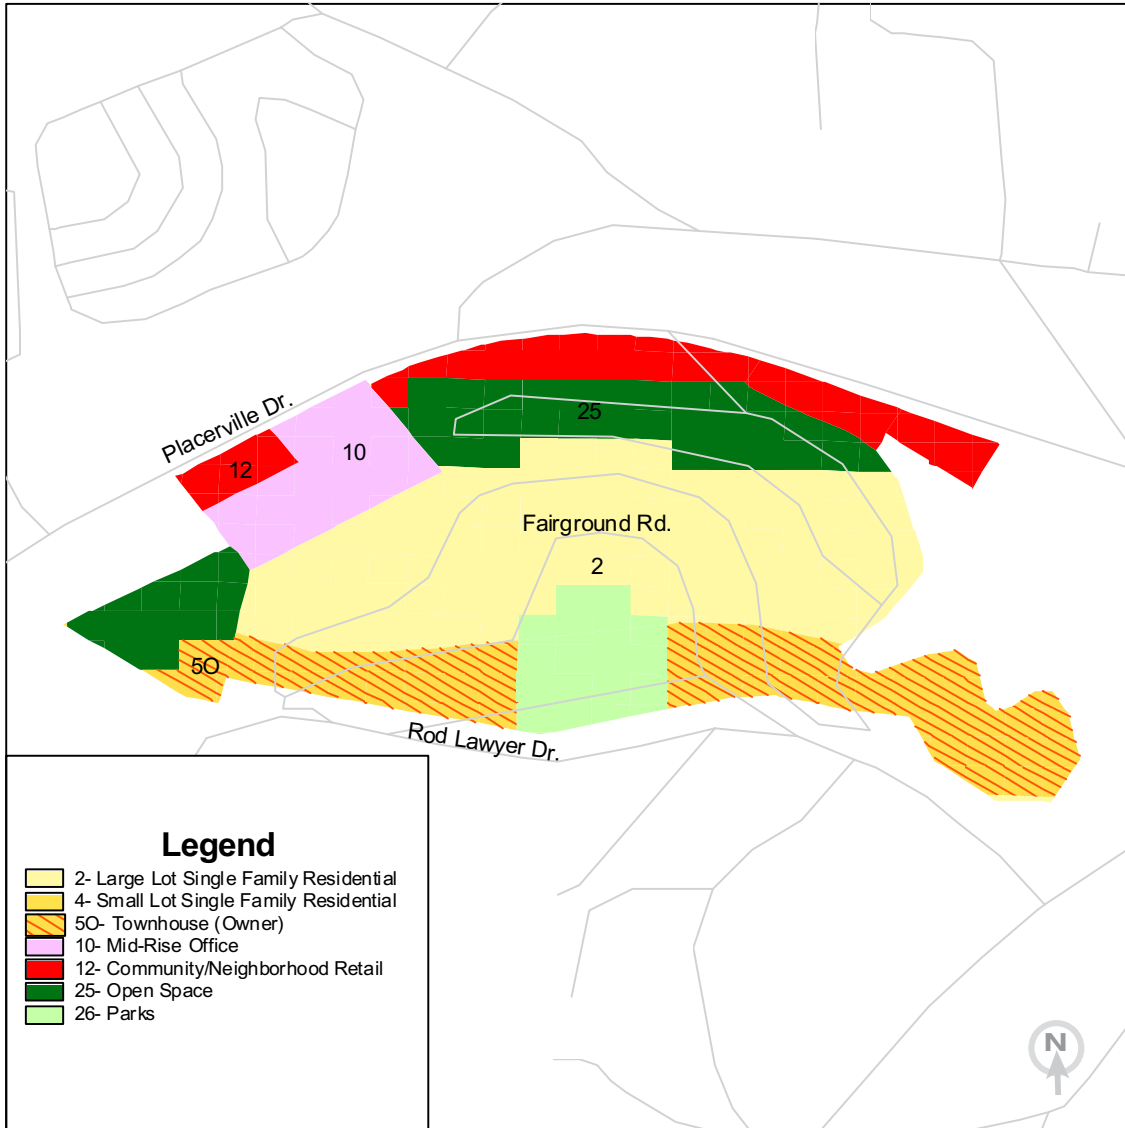 Placerville Dr.
25
10
12
Fairground Rd.
2
5O
Rod Lawyer Dr.
Legend
2- Large Lot Single Family Residential
4- Small Lot Single Family Residential
5O- Townhouse (Owner)
10- Mid-Rise Office
12- Community/Neighborhood Retail
25- Open Space
26- Parks
N